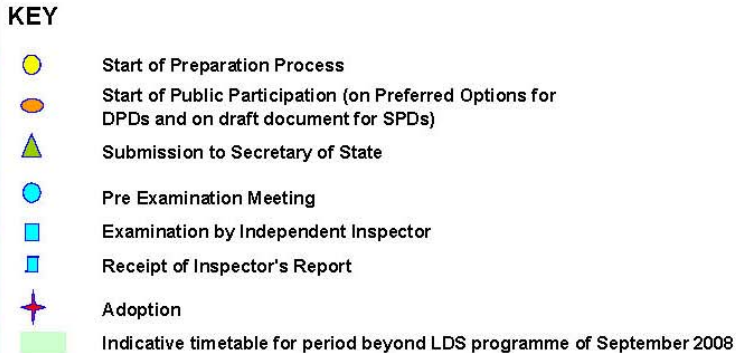 KEY
Start of Preparation Process
Start of Public Participation (on Preferred Options for
DPDs and on draft document for SPDs)
Submission to Secretary of State
Pre Examination Meeting
Examination by Independent Inspector
Receipt of Inspector's Report
Adoption
Indicative timetable for period beyond LDS programme of September 2008